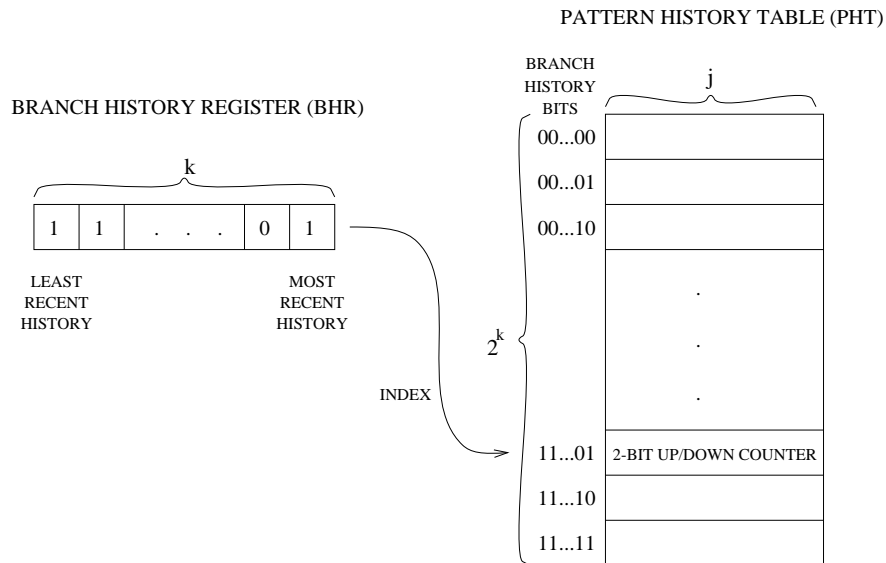 PATTERN HISTORY TABLE (PHT)
BRANCH
HISTORY
BITS
j
BRANCH HISTORY REGISTER (BHR)
k
1 1 . . . 0 1
LEAST
RECENT
HISTORY
MOST
RECENT
HISTORY
INDEX
2^k
00...00
00...01
00...10
.
.
.
11...01 2-BIT UP/DOWN COUNTER
11...10
11...11